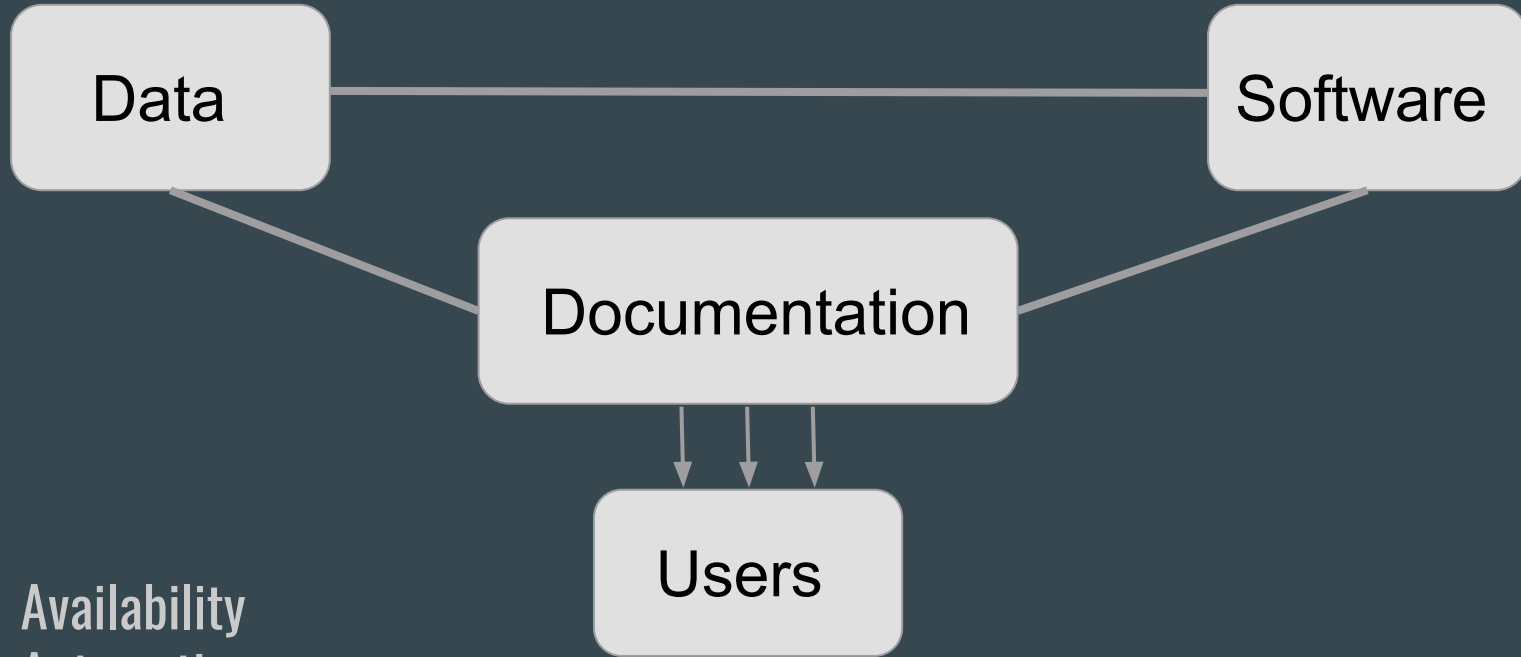 Data
Software
Documentation
Users
Availability